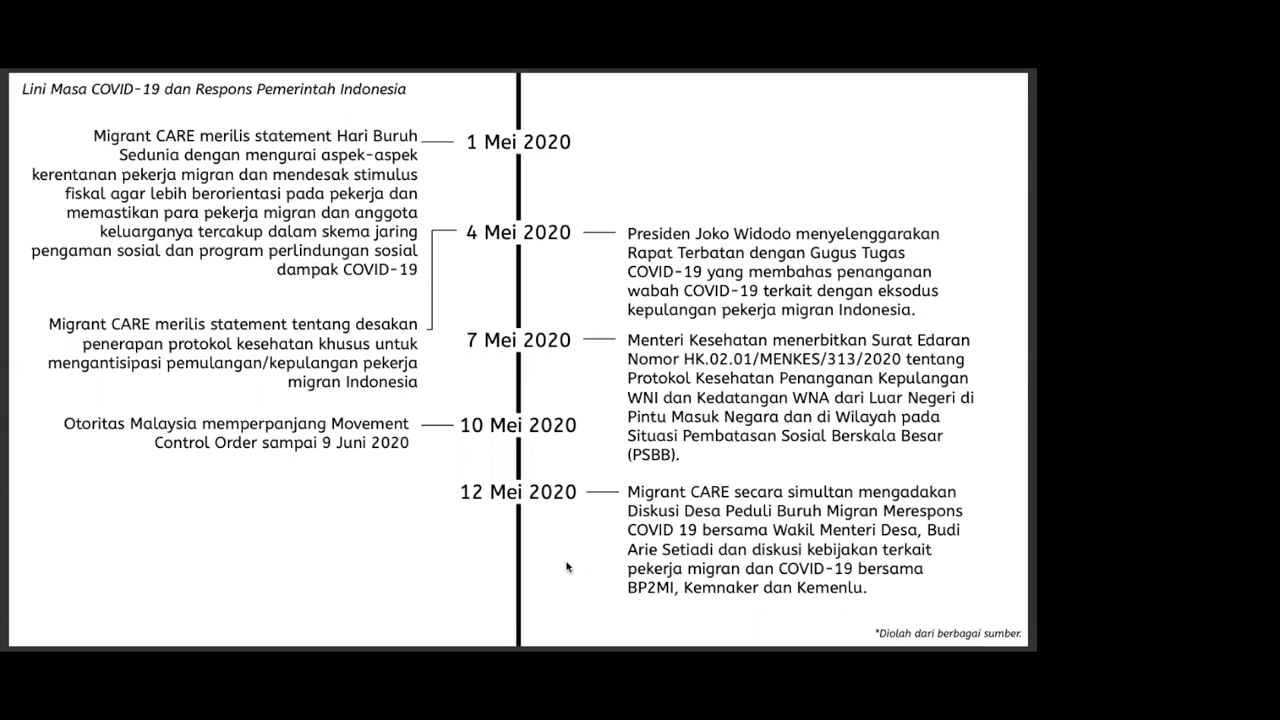 Lini Masa COVID-19 dan Respons Pemerintah Indonesia
1 Mei 2020
Migrant CARE merilis statement Hari Buruh
Sedunia dengan mengurai aspek-aspek
kerentanan pekerja migran dan mendesak stimulus
fiskal agar lebih berorientasi pada pekerja dan
memastikan para pekerja migran dan anggota
keluarganya tercakup dalam skema jaring
pengaman sosial dan program perlindungan sosial
dampak COVID-19
4 Mei 2020
Migrant CARE merilis statement tentang desakan
penerapan protokol kesehatan khusus untuk
mengantisipasi pemulangan/kepulangan pekerja
migran Indonesia
Presiden Joko Widodo menyelenggarakan
Rapat Terbatan dengan Gugus Tugas
COVID-19 yang membahas penanganan
wabah COVID-19 terkait dengan eksodus
kepulangan pekerja migran Indonesia.
7 Mei 2020
Menteri Kesehatan menerbitkan Surat Edaran
Nomor HK.02.01/MENKES/313/2020 tentang
Protokol Kesehatan Penanganan Kepulangan
WNI dan Kedatangan WNA dari Luar Negeri di
Pintu Masuk Negara dan di Wilayah pada
Situasi Pembatasan Sosial Berskala Besar
(PSBB).
10 Mei 2020
Otoritas Malaysia memperpanjang Movement
Control Order sampai 9 Juni 2020
12 Mei 2020
Migrant CARE secara simultan mengadakan
Diskusi Desa Peduli Buruh Migran Merespons
COVID 19 bersama Wakil Menteri Desa, Budi
Arie Setiadi dan diskusi kebijakan terkait
pekerja migran dan COVID-19 bersama
BP2MI, Kemnaker dan Kemenlu.
*Diolah dari berbagai sumber.